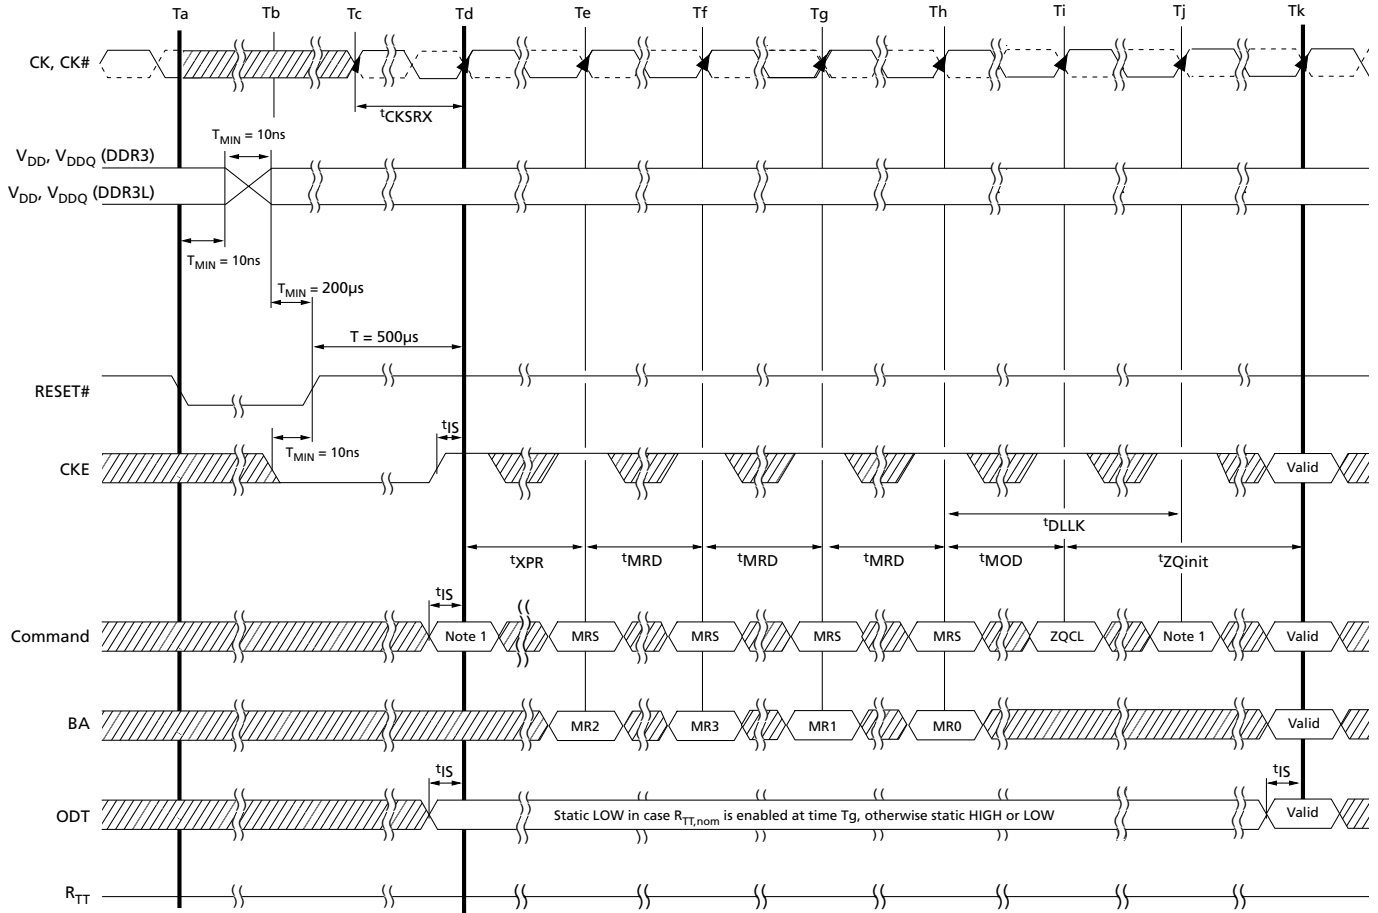 Ta Tb Tc Td Te Tf Tg Th Ti Tj Tk
CK, CK#
tCKSRX
TMIN = 10ns
VDD, VDDQ (DDR3)
VDD, VDDQ (DDR3L)
TMIN = 10ns
TMIN = 200µs
T = 500µs
RESET#
tIS
TMIN = 10ns
CKE
Valid
tDLLK
tXPR tMRD tMRD tMRD tMOD tZQinit
tIS
Command Note 1 MRS MRS MRS MRS ZQCL Note 1 Valid
BA MR2 MR3 MR1 MR0 Valid
tIS tIS
ODT Static LOW in case RTT,nom is enabled at time Tg, otherwise static HIGH or LOW Valid
RTT